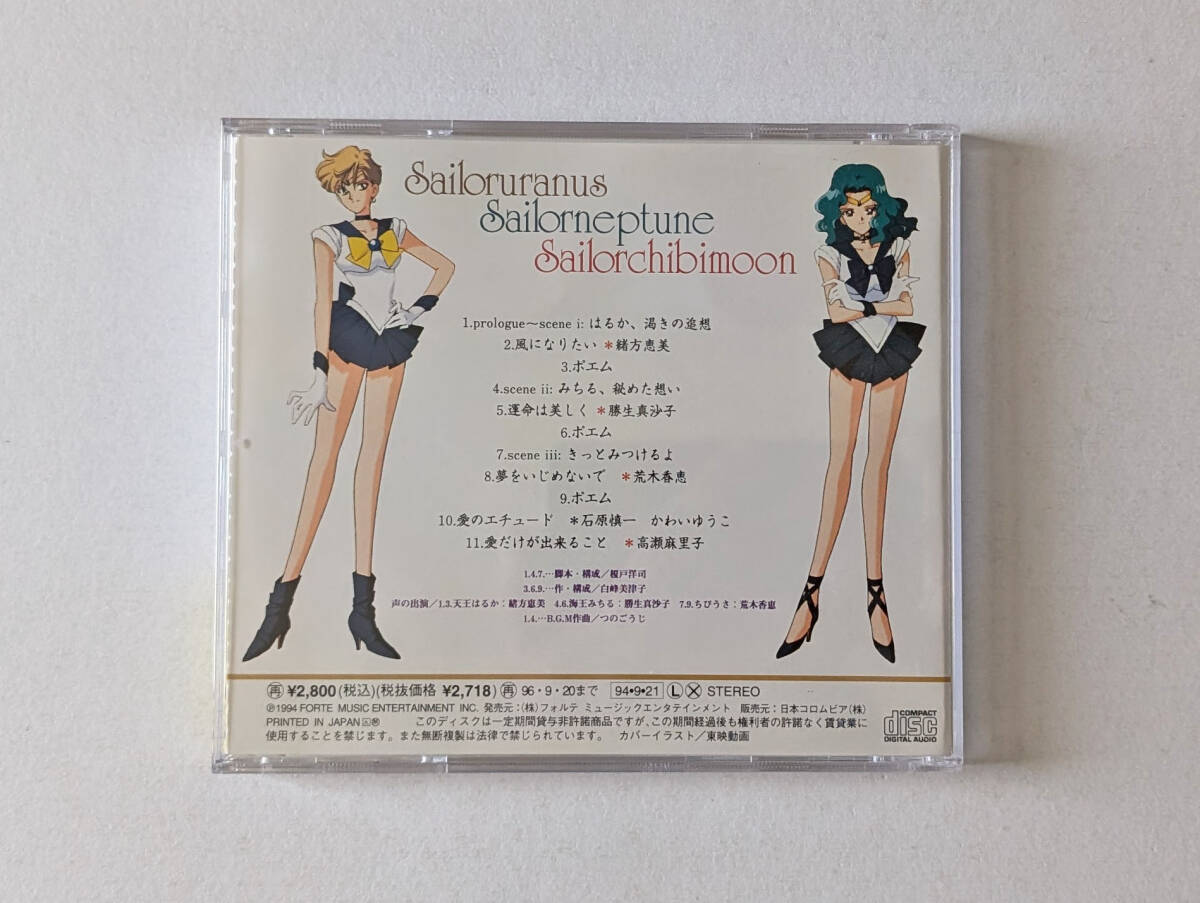 Sailoruranus
Sailorneptune
Sailorchibimoon
1.prologue〜scene i: はるか、渇きの追想
2.風になりたい *緒方恵美
3.ポエム
4.scene ii: みちる、秘めた想い
5.運命は美しく *勝生真沙子
6.ポエム
7.scene iii: きっとみつけるよ
8.夢をいじめないで *荒木香恵
9.ポエム
10.愛のエチュード *石原慎一 かわいゆうこ
11.愛だけが出来ること *高瀬麻里子
1.4.7.…脚本・構成/榎戸洋司
3.6.9.…作・構成/白峰美津子
声の出演/1.3.天王はるか:緒方恵美 4.6.海王みちる:勝生真沙子 7.9.ちびうさ:荒木香恵
1.4.…B.G.M作曲/つのごうじ
再 ¥2,800(税込)(税抜価格 ¥2,718) 再 96・9・20まで 94•9•21 L X STEREO
℗1994 FORTE MUSIC ENTERTAINMENT INC. 発売元:(株)フォルテ ミュージックエンタテインメント 販売元:日本コロムビア(株)
PRINTED IN JAPAN このディスクは一定期間貸与非許諾商品ですが、この期間経過後も権利者の許諾なく賃貸業に
使用することを禁じます。また無断複製は法律で禁じられています。 カバーイラスト/東映動画
COMPACT
disc
DIGITAL AUDIO